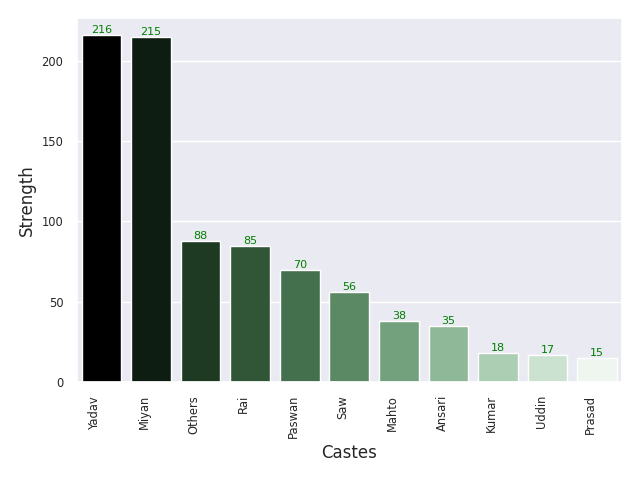 216
215
88
85
70
56
38
35
18
17
15
200
150
100
50
0
Strength
Yadav
Miyan
Others
Rai
Paswan
Saw
Mahto
Ansari
Kumar
Uddin
Prasad
Castes